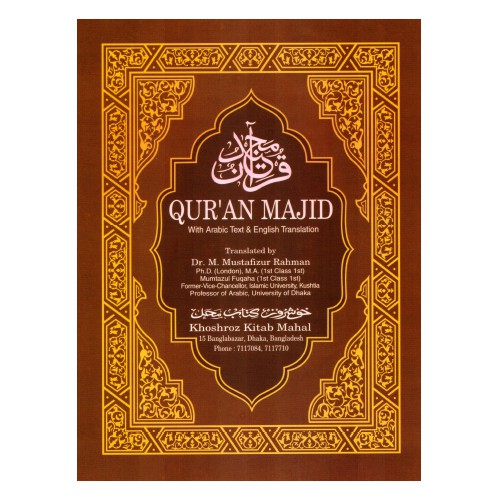 قرآن مجيد
QUR'AN MAJID
With Arabic Text & English Translation
Translated by
Dr. M. Mustafizur Rahman
Ph.D. (London), M.A. (1st Class 1st)
Mumtazul Fuqaha (1st Class 1st)
Former-Vice-Chancellor, Islamic University, Kushtia
Professor of Arabic, University of Dhaka
خوشروز کتاب محل
Khoshroz Kitab Mahal
15 Banglabazar, Dhaka, Bangladesh
Phone : 7117084, 7117710